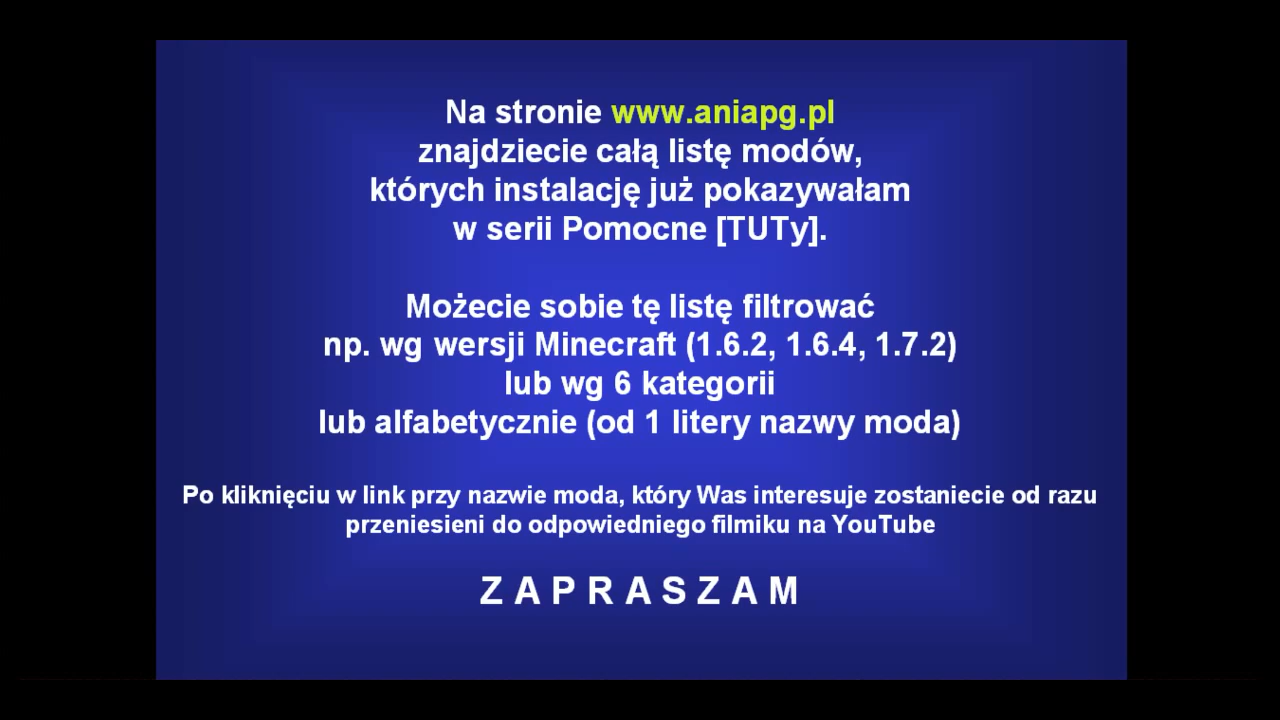 Na stronie www.aniapg.pl
znajdziecie całą listę modów,
których instalację już pokazywałam
w serii Pomocne [TUTy].
Możecie sobie tę listę filtrować
np. wg wersji Minecraft (1.6.2, 1.6.4, 1.7.2)
lub wg 6 kategorii
lub alfabetycznie (od 1 litery nazwy moda)
Po kliknięciu w link przy nazwie moda, który Was interesuje zostaniecie od razu
przeniesieni do odpowiedniego filmiku na YouTube
Z A P R A S Z A M